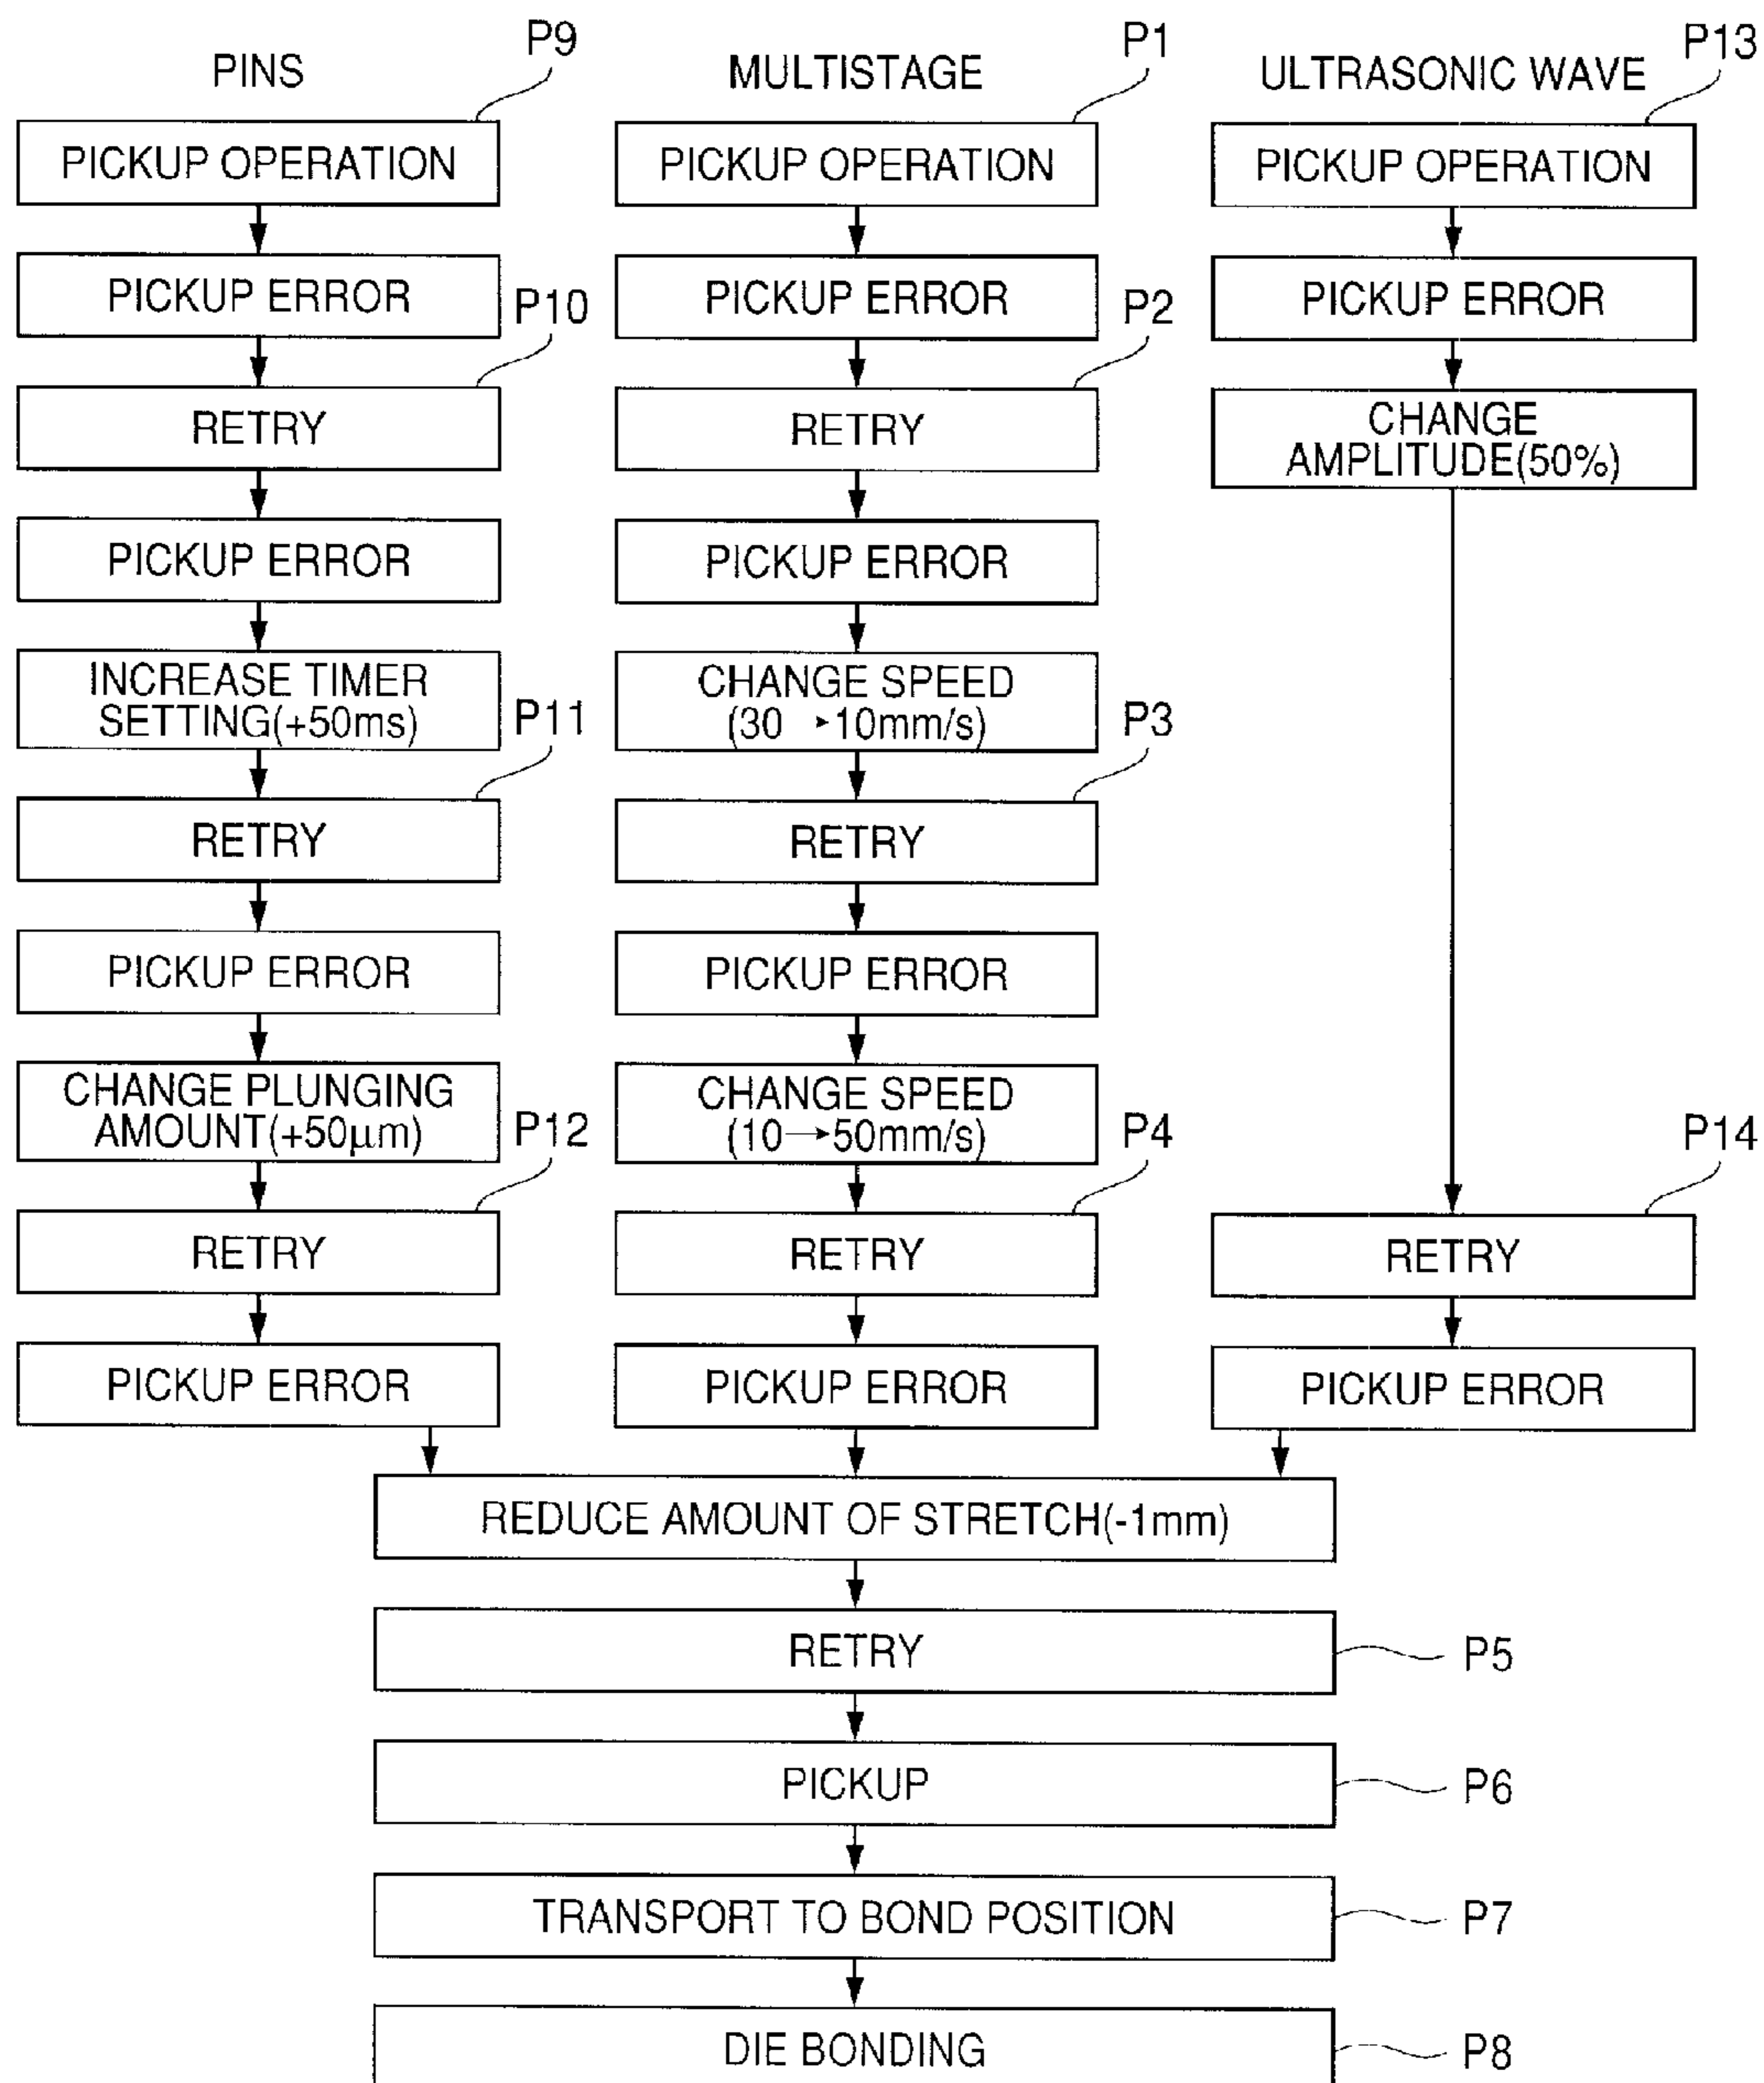 PINS
P9
PICKUP OPERATION
PICKUP ERROR
P10
RETRY
PICKUP ERROR
INCREASE TIMER
SETTING(+50ms)
P11
RETRY
PICKUP ERROR
CHANGE PLUNGING
AMOUNT(+50µm)
P12
RETRY
PICKUP ERROR
MULTISTAGE
P1
PICKUP OPERATION
PICKUP ERROR
P2
RETRY
PICKUP ERROR
CHANGE SPEED
(30→10mm/s)
P3
RETRY
PICKUP ERROR
CHANGE SPEED
(10→50mm/s)
P4
RETRY
PICKUP ERROR
ULTRASONIC WAVE
P13
PICKUP OPERATION
PICKUP ERROR
CHANGE
AMPLITUDE(50%)
P14
RETRY
PICKUP ERROR
REDUCE AMOUNT OF STRETCH(-1mm)
RETRY
P5
PICKUP
P6
TRANSPORT TO BOND POSITION
P7
DIE BONDING
P8